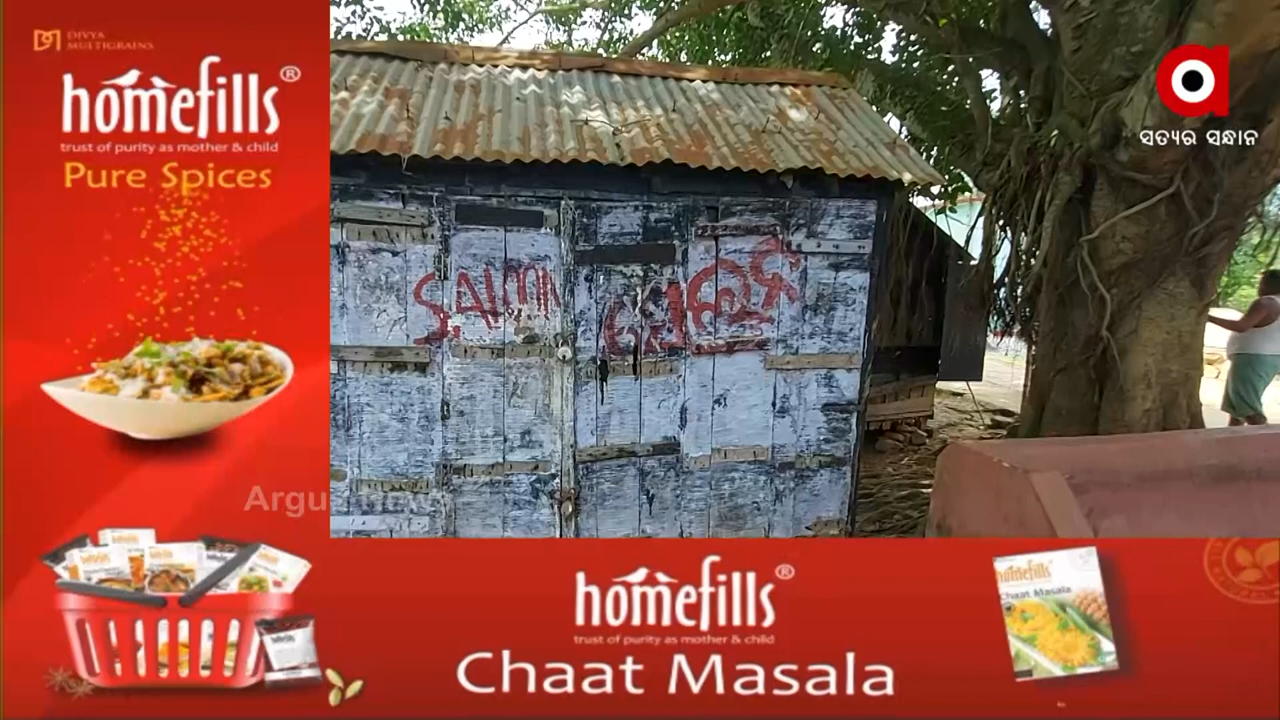 DIVYA
MULTIGRAINS
homefills®
trust of purity as mother & child
Pure Spices
ସତ୍ୟର ସନ୍ଧାନ
homefills®
trust of purity as mother & child
Chaat Masala
homefills
Chaat Masala